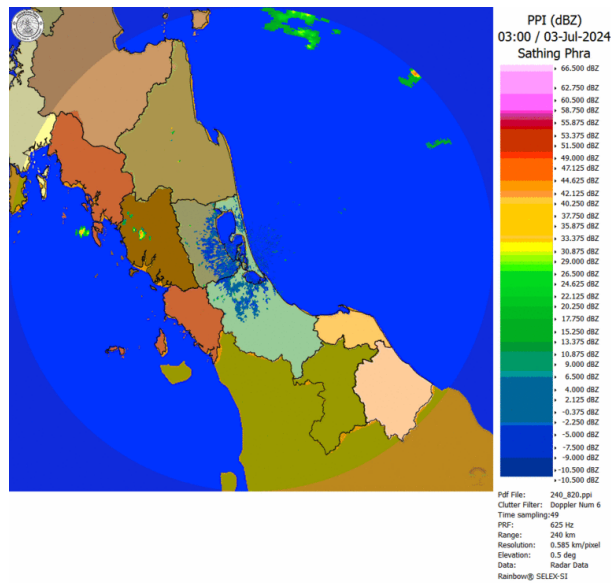 PPI (dBZ)
03:00 / 03-Jul-2024
Sathing Phra
66.500 dBZ
62.750 dBZ
60.500 dBZ
58.750 dBZ
55.875 dBZ
53.375 dBZ
51.500 dBZ
49.000 dBZ
47.125 dBZ
44.625 dBZ
42.125 dBZ
40.250 dBZ
37.750 dBZ
35.875 dBZ
33.375 dBZ
30.875 dBZ
29.000 dBZ
26.500 dBZ
24.625 dBZ
22.125 dBZ
20.250 dBZ
17.750 dBZ
15.250 dBZ
13.375 dBZ
10.875 dBZ
9.000 dBZ
6.500 dBZ
4.000 dBZ
2.125 dBZ
-0.375 dBZ
-2.250 dBZ
-5.000 dBZ
-7.500 dBZ
-9.000 dBZ
-10.500 dBZ
-10.500 dBZ
Pdf File: 240_820.ppi
Clutter Filter: Doppler Num 6
Time sampling:49
PRF: 625 Hz
Range: 240 km
Resolution: 0.585 km/pixel
Elevation: 0.5 deg
Data: Radar Data
Rainbow® SELEX-SI